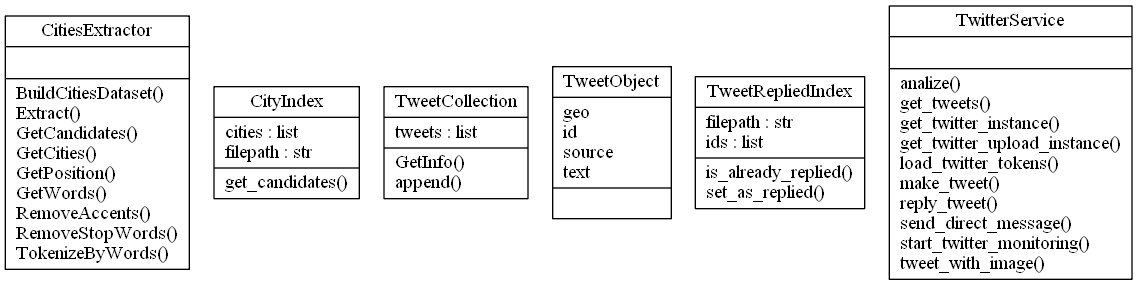 CitiesExtractor
BuildCitiesDataset()
Extract()
GetCandidates()
GetCities()
GetPosition()
GetWords()
RemoveAccents()
RemoveStopWords()
TokenizeByWords()
CityIndex
cities : list
filepath : str
get_candidates()
TweetCollection
tweets : list
GetInfo()
append()
TweetObject
geo
id
source
text
TweetRepliedIndex
filepath : str
ids : list
is_already_replied()
set_as_replied()
TwitterService
analize()
get_tweets()
get_twitter_instance()
get_twitter_upload_instance()
load_twitter_tokens()
make_tweet()
reply_tweet()
send_direct_message()
start_twitter_monitoring()
tweet_with_image()